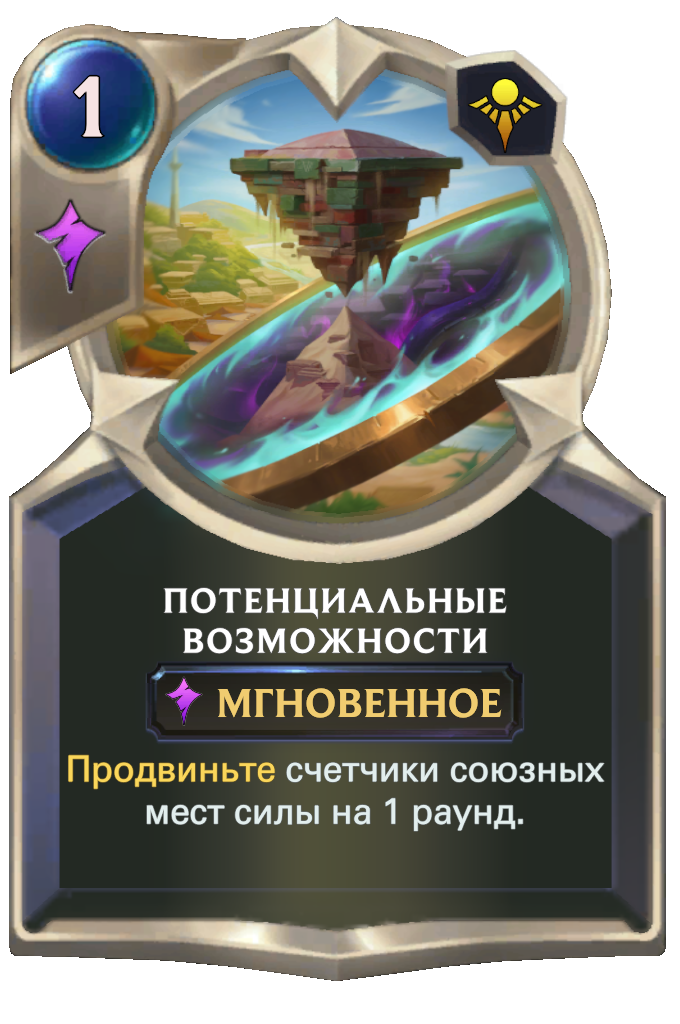 1
ПОТЕНЦИАЛЬНЫЕ
ВОЗМОЖНОСТИ
МГНОВЕННОЕ
Продвиньте счетчики союзных
мест силы на 1 раунд.